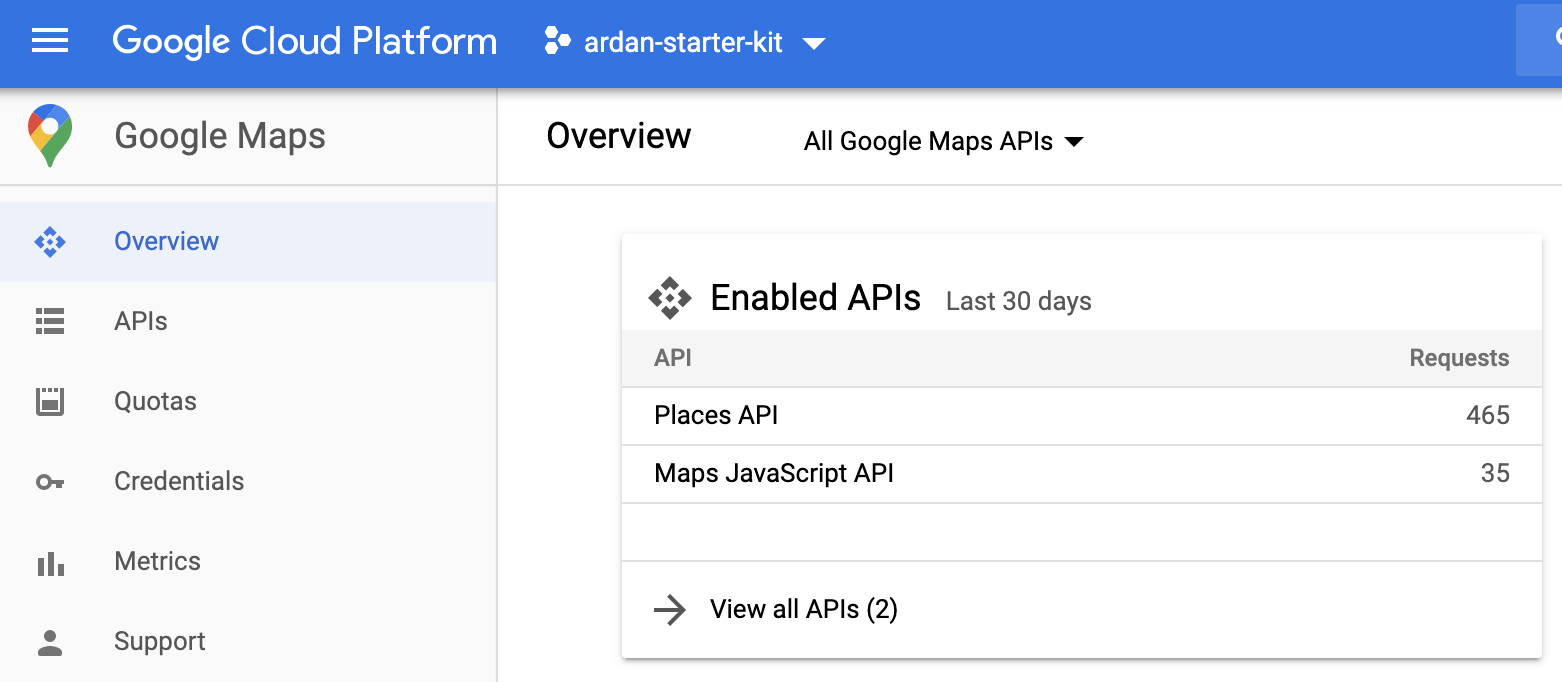 Google Cloud Platform
ardan-starter-kit
Google Maps
Overview
All Google Maps APIs
Overview
APIs
Quotas
Credentials
Metrics
Support
Enabled APIs Last 30 days
API Requests
Places API 465
Maps JavaScript API 35
View all APIs (2)